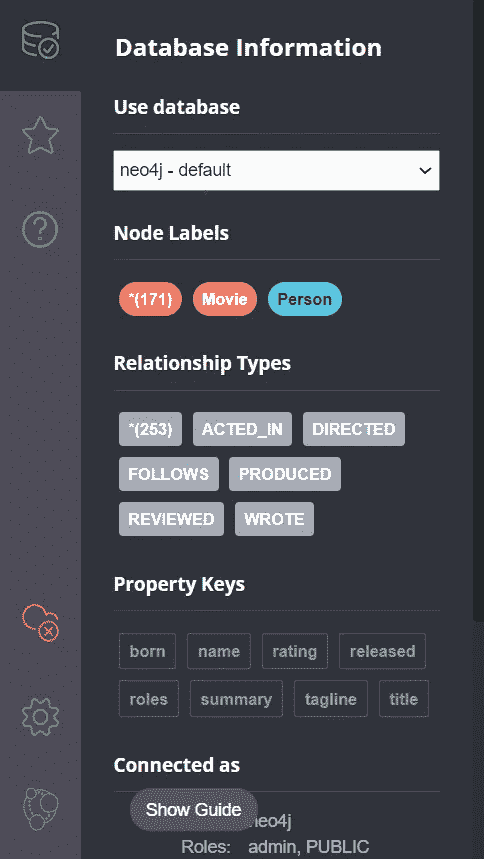 Database Information
Use database
neo4j - default
Node Labels
*(171) Movie Person
Relationship Types
*(253) ACTED_IN DIRECTED
FOLLOWS PRODUCED
REVIEWED WROTE
Property Keys
born name rating released
roles summary tagline title
Connected as
Show Guide neo4j
Roles: admin, PUBLIC